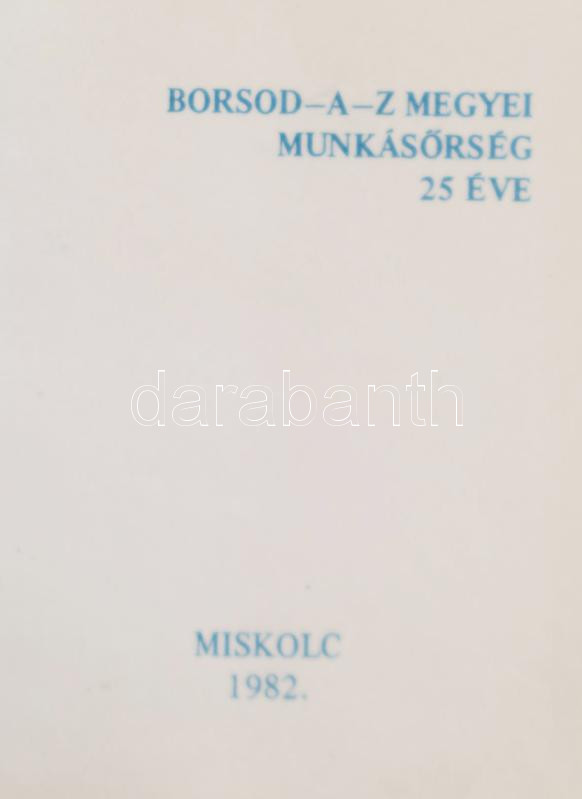 BORSOD–A–Z MEGYEI
MUNKÁSŐRSÉG
25 ÉVE
darabanth
MISKOLC
1982.